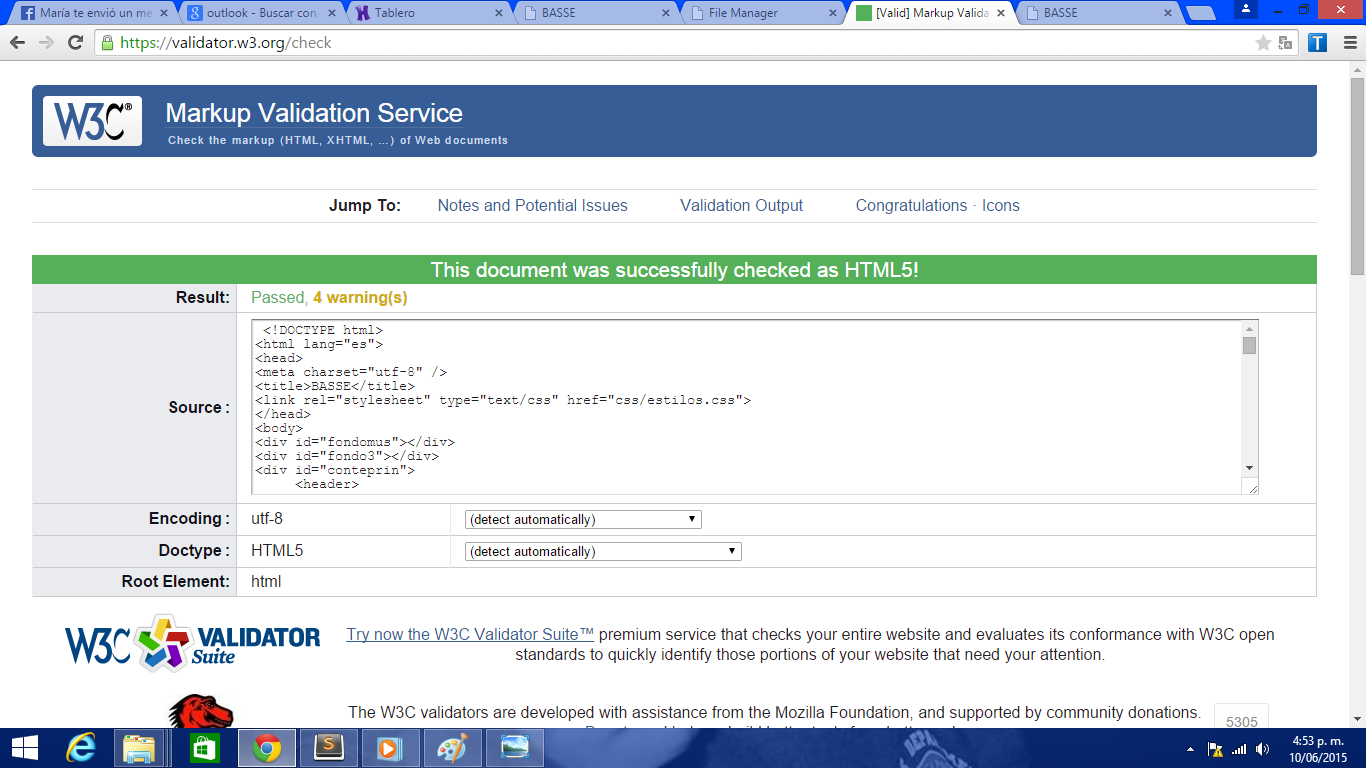 María te envió un me
outlook - Buscar con
Tablero
BASSE
File Manager
[Valid] Markup Valida
BASSE
https://validator.w3.org/check
T
W3C®
Markup Validation Service
Check the markup (HTML, XHTML, …) of Web documents
Jump To: Notes and Potential Issues Validation Output Congratulations · Icons
This document was successfully checked as HTML5!
Result: Passed, 4 warning(s)
Source :
<!DOCTYPE html>
<html lang="es">
<head>
<meta charset="utf-8" />
<title>BASSE</title>
<link rel="stylesheet" type="text/css" href="css/estilos.css">
</head>
<body>
<div id="fondomus"></div>
<div id="fondo3"></div>
<div id="conteprin">
<header>
Encoding : utf-8 (detect automatically)
Doctype : HTML5 (detect automatically)
Root Element: html
W3C VALIDATOR Suite
Try now the W3C Validator Suite™ premium service that checks your entire website and evaluates its conformance with W3C open
standards to quickly identify those portions of your website that need your attention.
The W3C validators are developed with assistance from the Mozilla Foundation, and supported by community donations.
5305
4:53 p. m.
10/06/2015